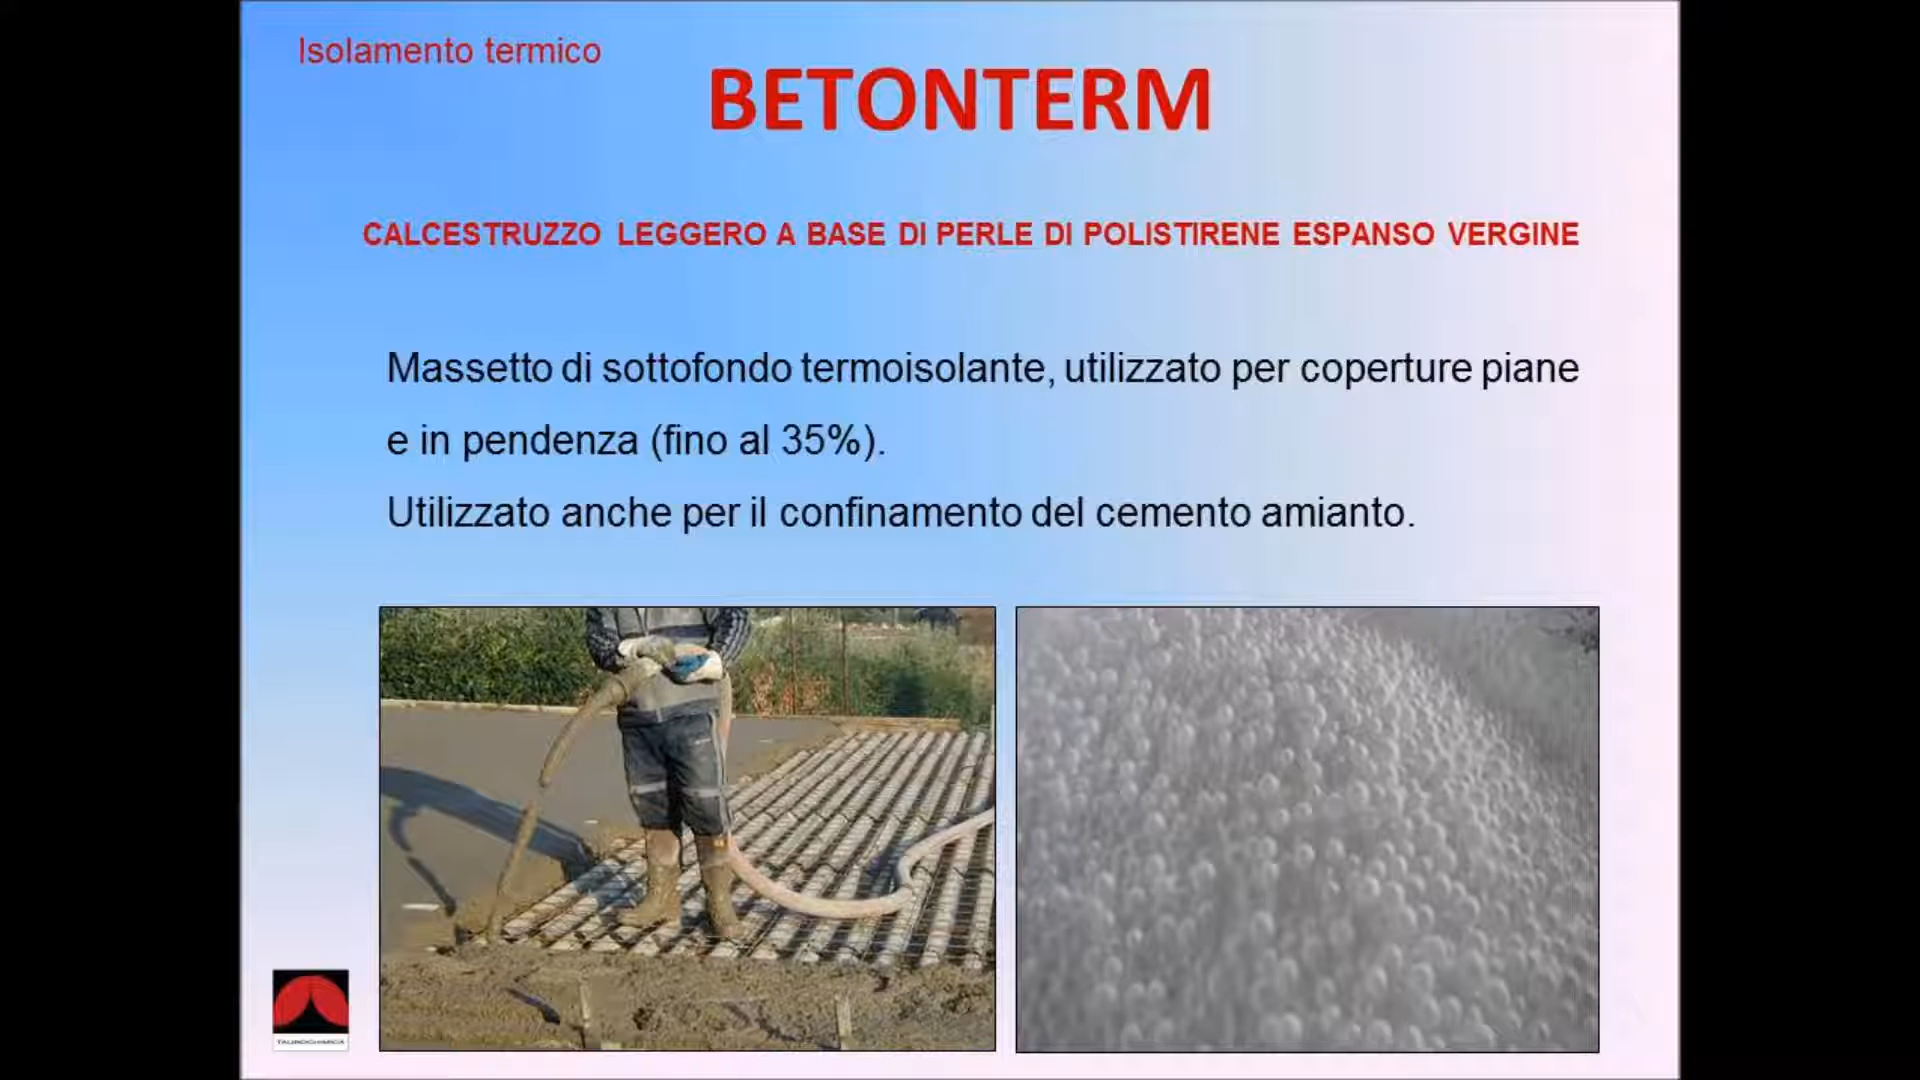 Isolamento termico
BETONTERM
CALCESTRUZZO LEGGERO A BASE DI PERLE DI POLISTIRENE ESPANSO VERGINE
Massetto di sottofondo termoisolante, utilizzato per coperture piane
e in pendenza (fino al 35%).
Utilizzato anche per il confinamento del cemento amianto.
TAUROCHIMICA